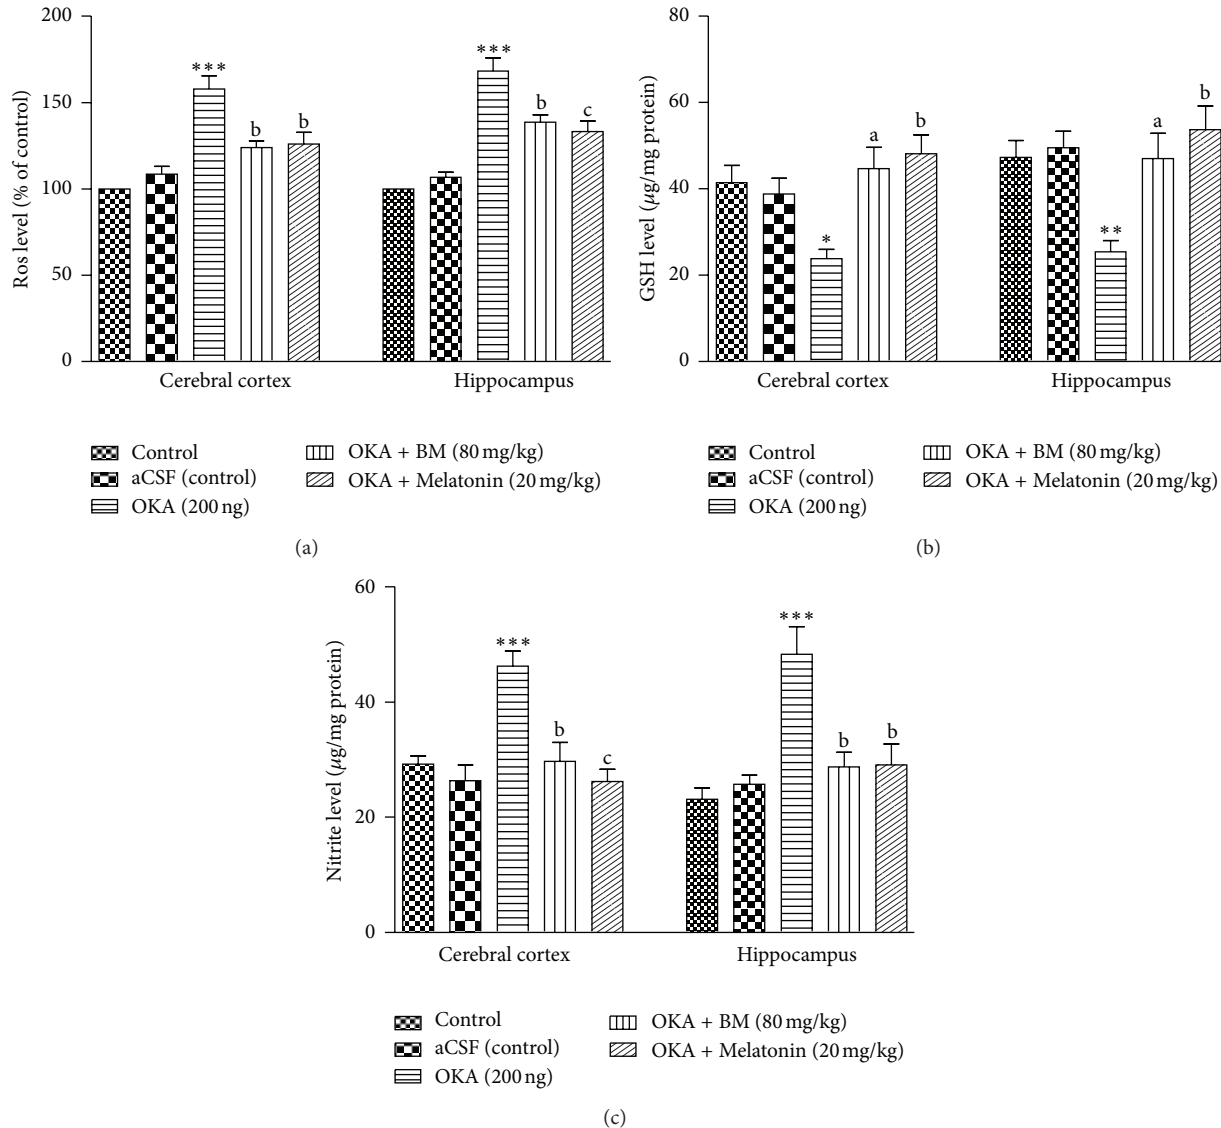 200
150
100
50
0
Ros level (% of control)
***
b
b
***
b
c
Cerebral cortex
Hippocampus
Control
aCSF (control)
OKA (200 ng)
OKA + BM (80 mg/kg)
OKA + Melatonin (20 mg/kg)
(a)
80
60
40
20
0
GSH level (μg/mg protein)
*
a
b
**
a
b
Cerebral cortex
Hippocampus
Control
aCSF (control)
OKA (200 ng)
OKA + BM (80 mg/kg)
OKA + Melatonin (20 mg/kg)
(b)
60
40
20
0
Nitrite level (μg/mg protein)
***
b
c
***
b
b
Cerebral cortex
Hippocampus
Control
aCSF (control)
OKA (200 ng)
OKA + BM (80 mg/kg)
OKA + Melatonin (20 mg/kg)
(c)